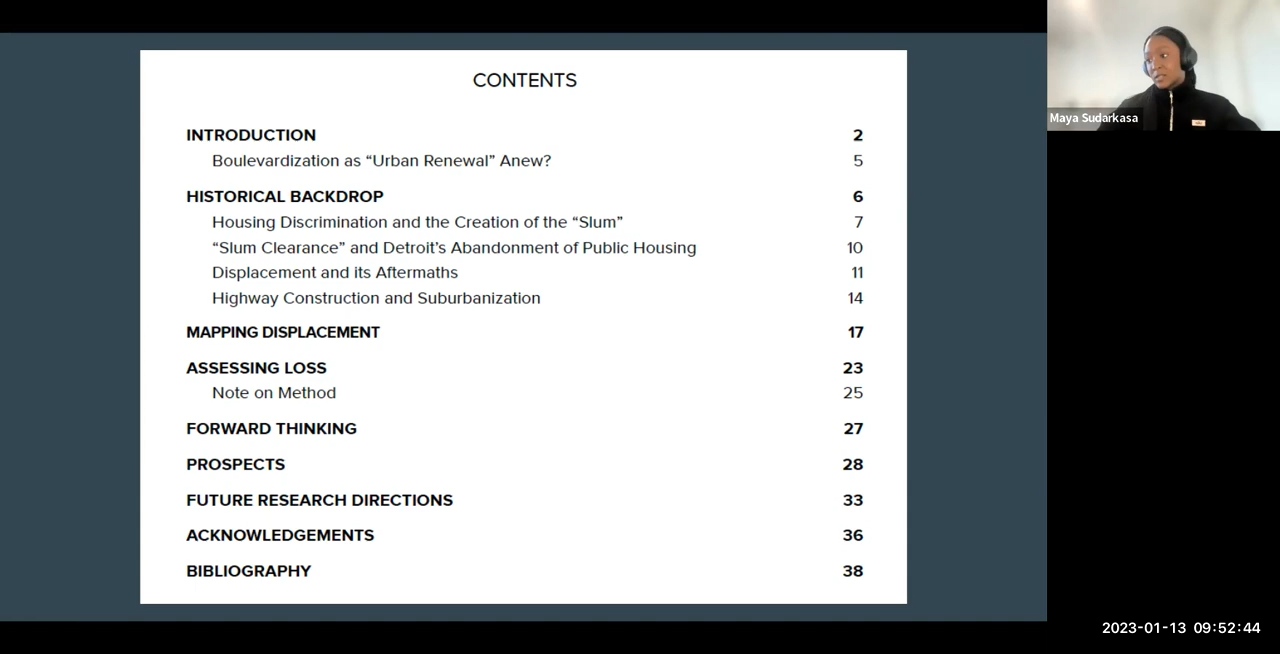 CONTENTS
INTRODUCTION 2
Boulevardization as “Urban Renewal” Anew? 5
HISTORICAL BACKDROP 6
Housing Discrimination and the Creation of the “Slum” 7
“Slum Clearance” and Detroit’s Abandonment of Public Housing 10
Displacement and its Aftermaths 11
Highway Construction and Suburbanization 14
MAPPING DISPLACEMENT 17
ASSESSING LOSS 23
Note on Method 25
FORWARD THINKING 27
PROSPECTS 28
FUTURE RESEARCH DIRECTIONS 33
ACKNOWLEDGEMENTS 36
BIBLIOGRAPHY 38
Maya Sudarkasa
2023-01-13 09:52:44